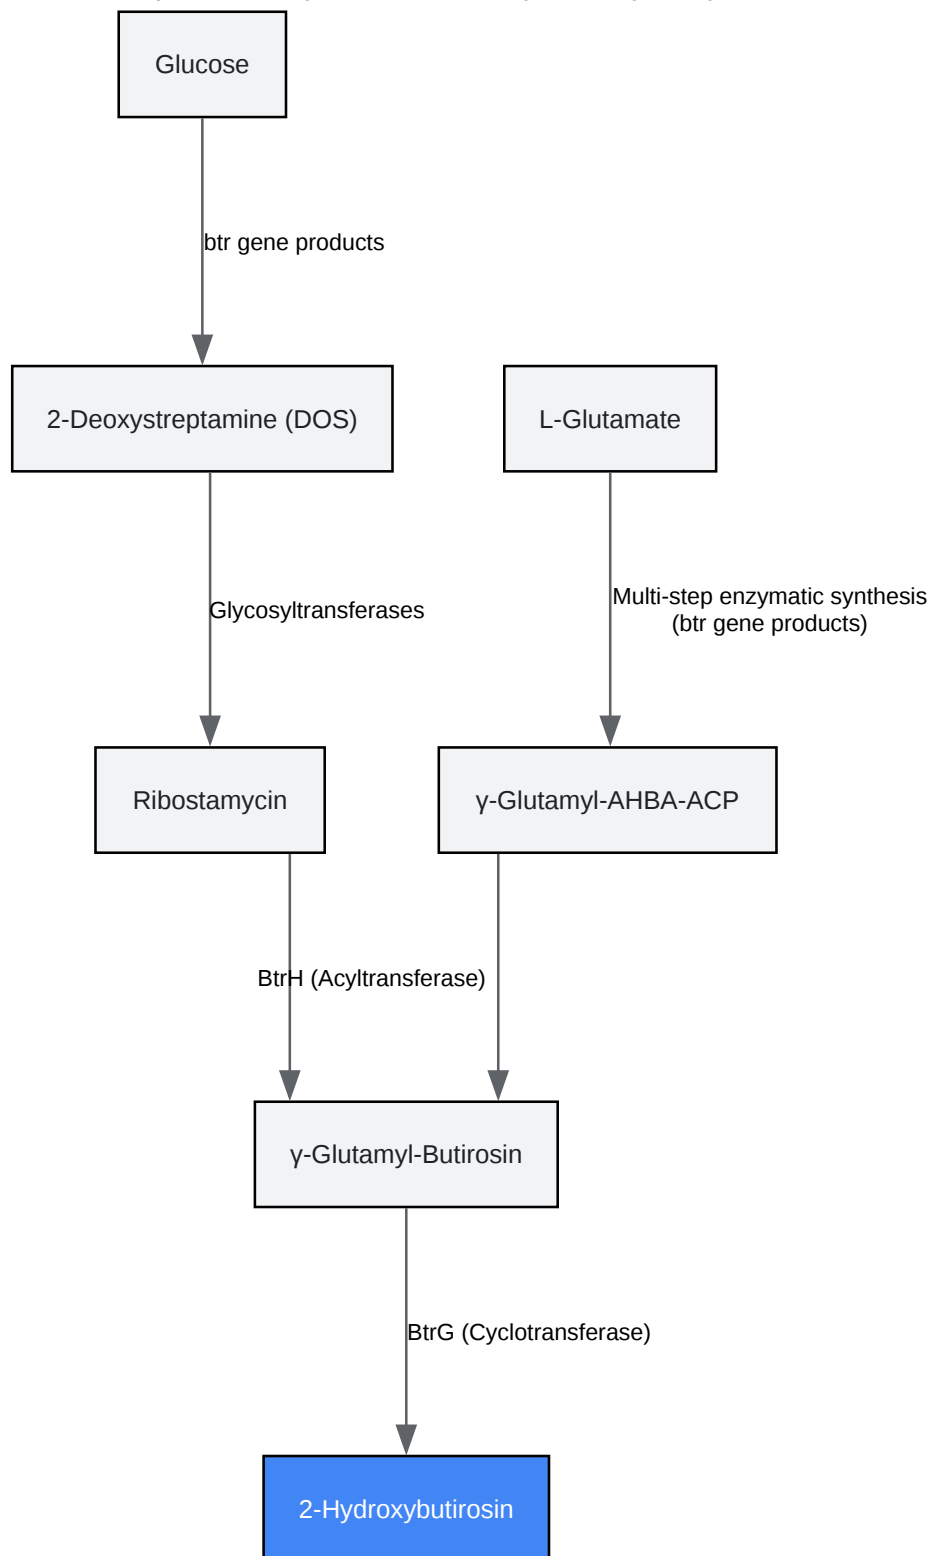 Glucose
btr gene products
2-Deoxystreptamine (DOS)
L-Glutamate
Glycosyltransferases
Multi-step enzymatic synthesis
(btr gene products)
Ribostamycin
γ-Glutamyl-AHBA-ACP
BtrH (Acyltransferase)
γ-Glutamyl-Butirosin
BtrG (Cyclotransferase)
2-Hydroxybutirosin